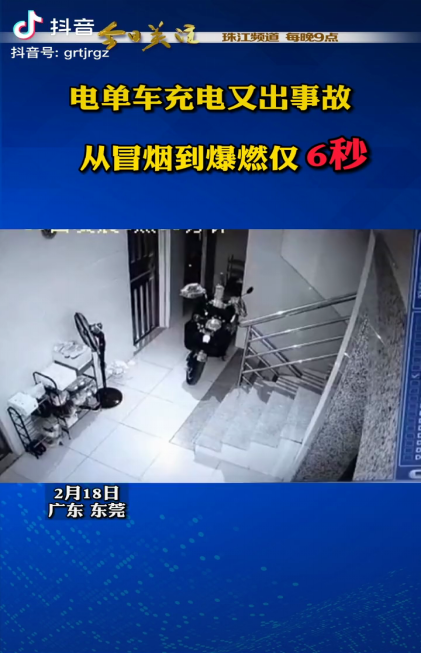 抖音
抖音号: grtjrgz
今日关注
珠江频道 每晚9点
电单车充电又出事故
从冒烟到爆燃仅 6秒
2月18日
广东 东莞